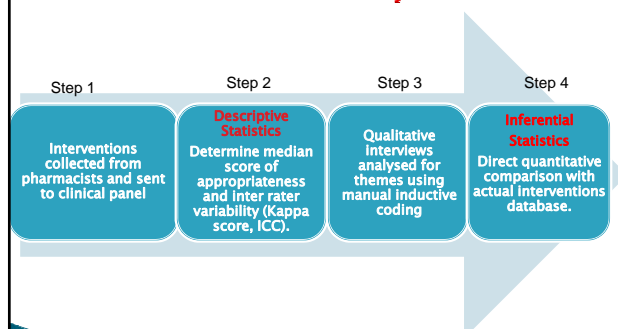 Step 1
Interventions
collected from
pharmacists and sent
to clinical panel
Step 2
Descriptive
Statistics
Determine median
score of
appropriateness
and inter rater
variability (Kappa
score, ICC).
Step 3
Qualitative
interviews
analysed for
themes using
manual inductive
coding
Step 4
Inferential
Statistics
Direct quantitative
comparison with
actual interventions
database.